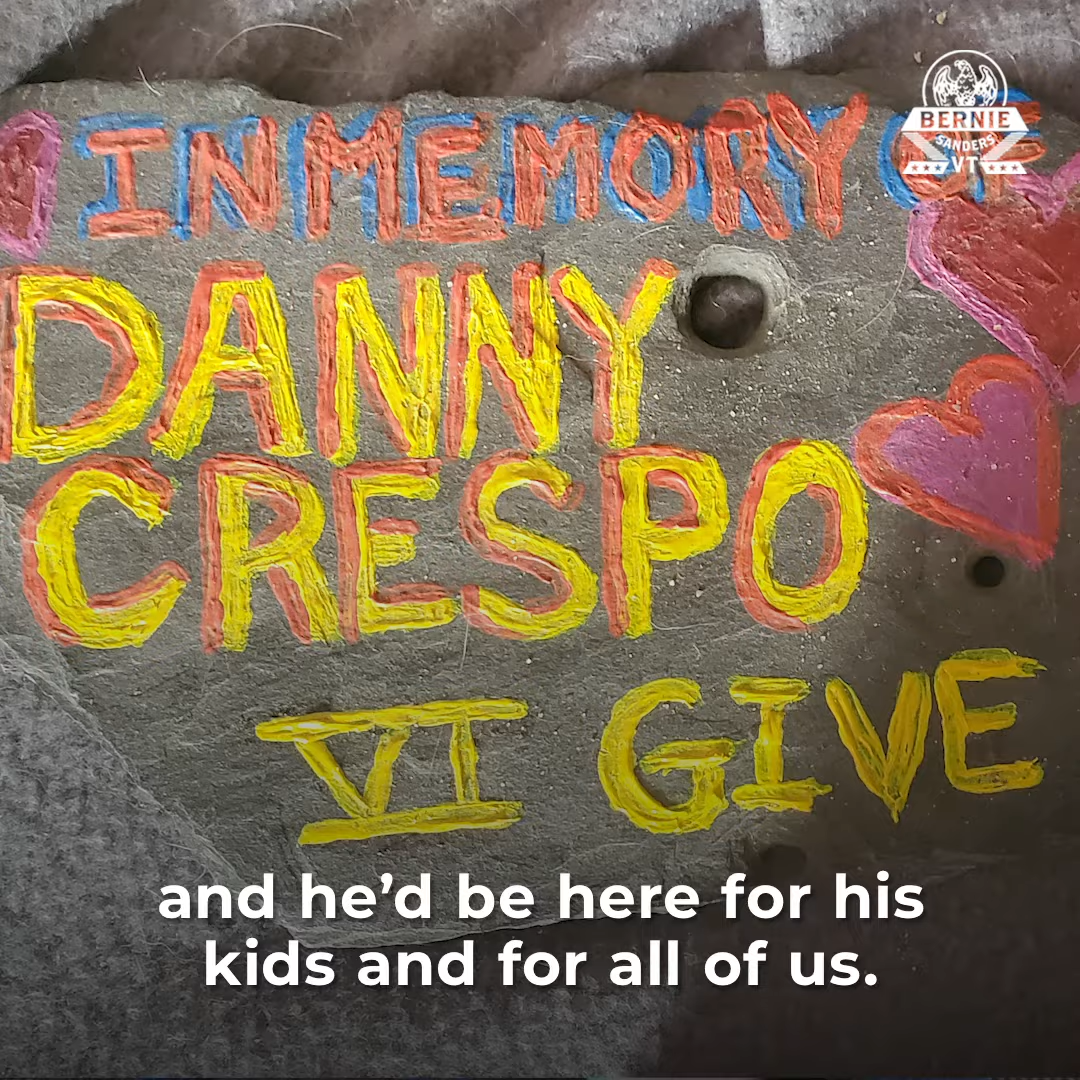 IN MEMORY OF
DANNY
CRESPO
VI GIVE
BERNIE
SANDERS
VT
and he’d be here for his
kids and for all of us.